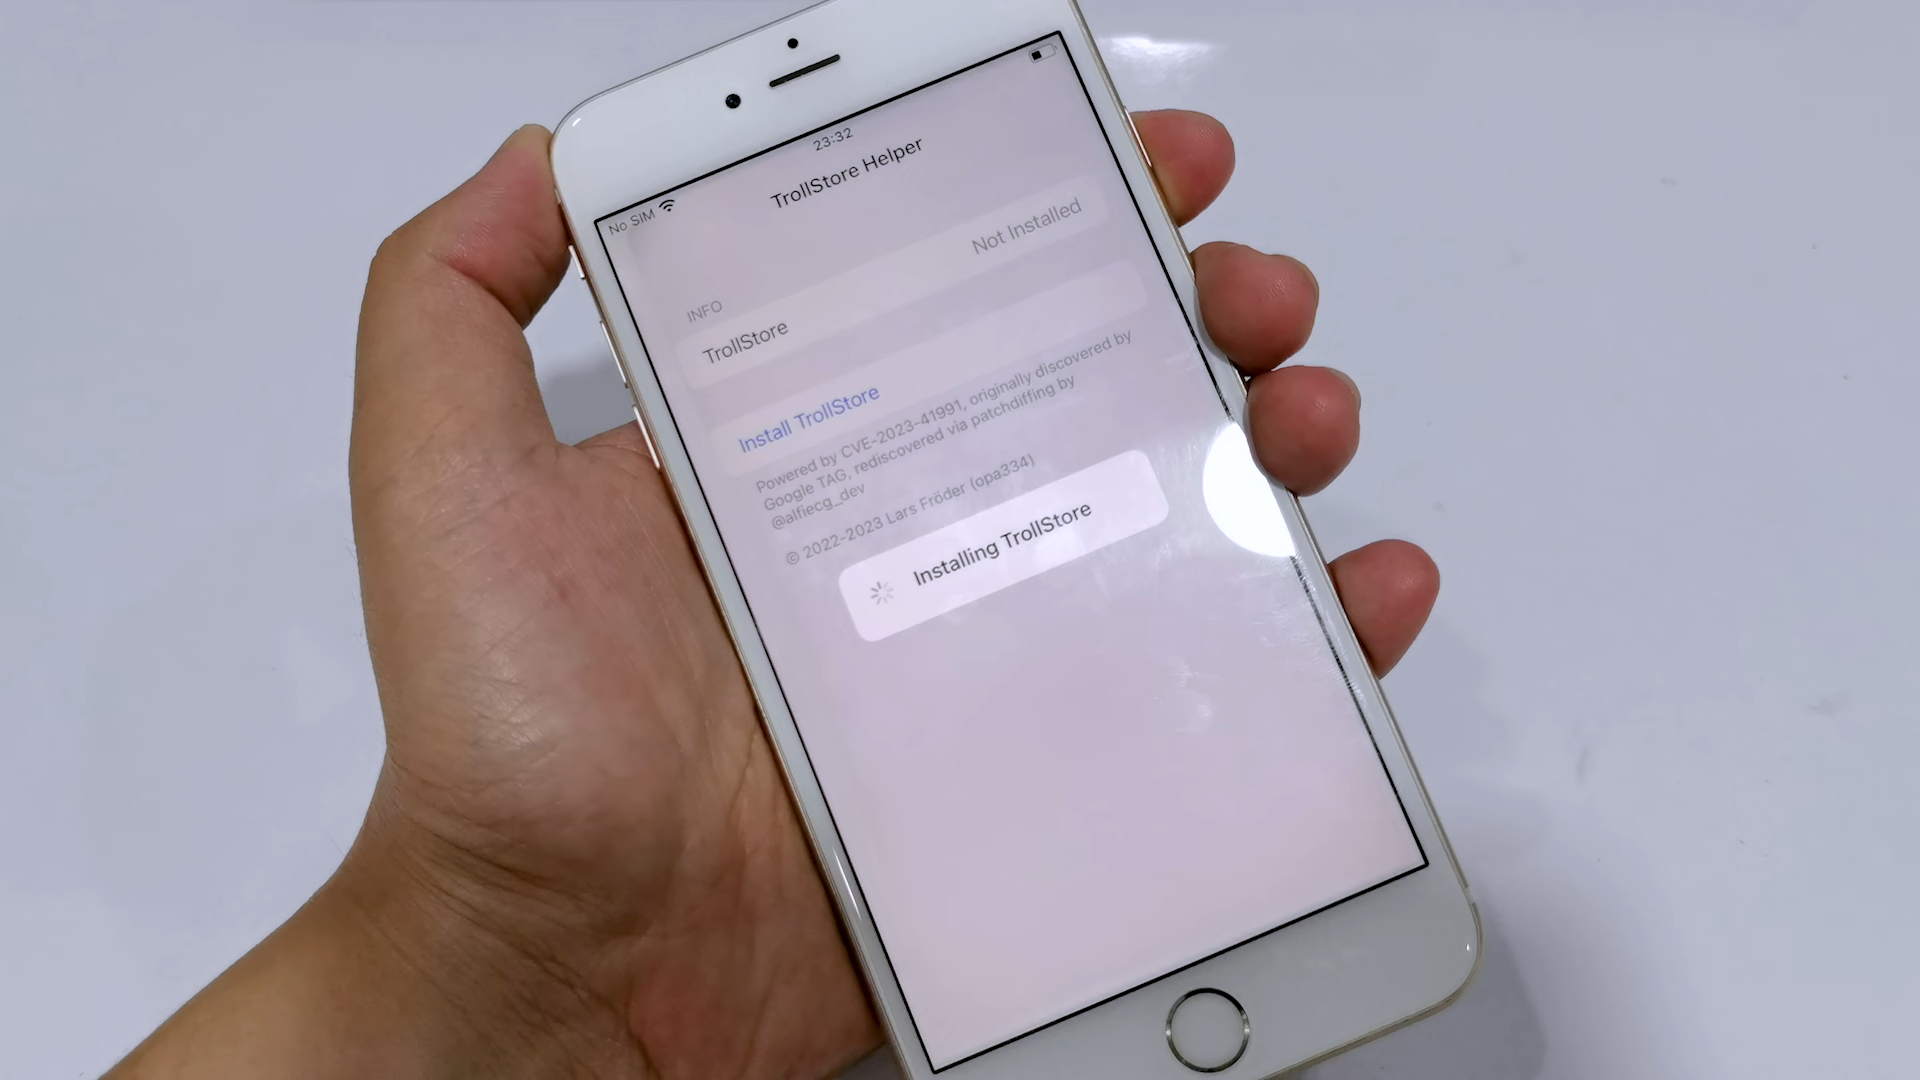 No SIM 23:32
TrollStore Helper
INFO
TrollStore Not Installed
Install TrollStore
Powered by CVE-2023-41991, originally discovered by
Google TAG, rediscovered via patchdiffing by
@alfiecg_dev
© 2022-2023 Lars Fröder (opa334)
Installing TrollStore